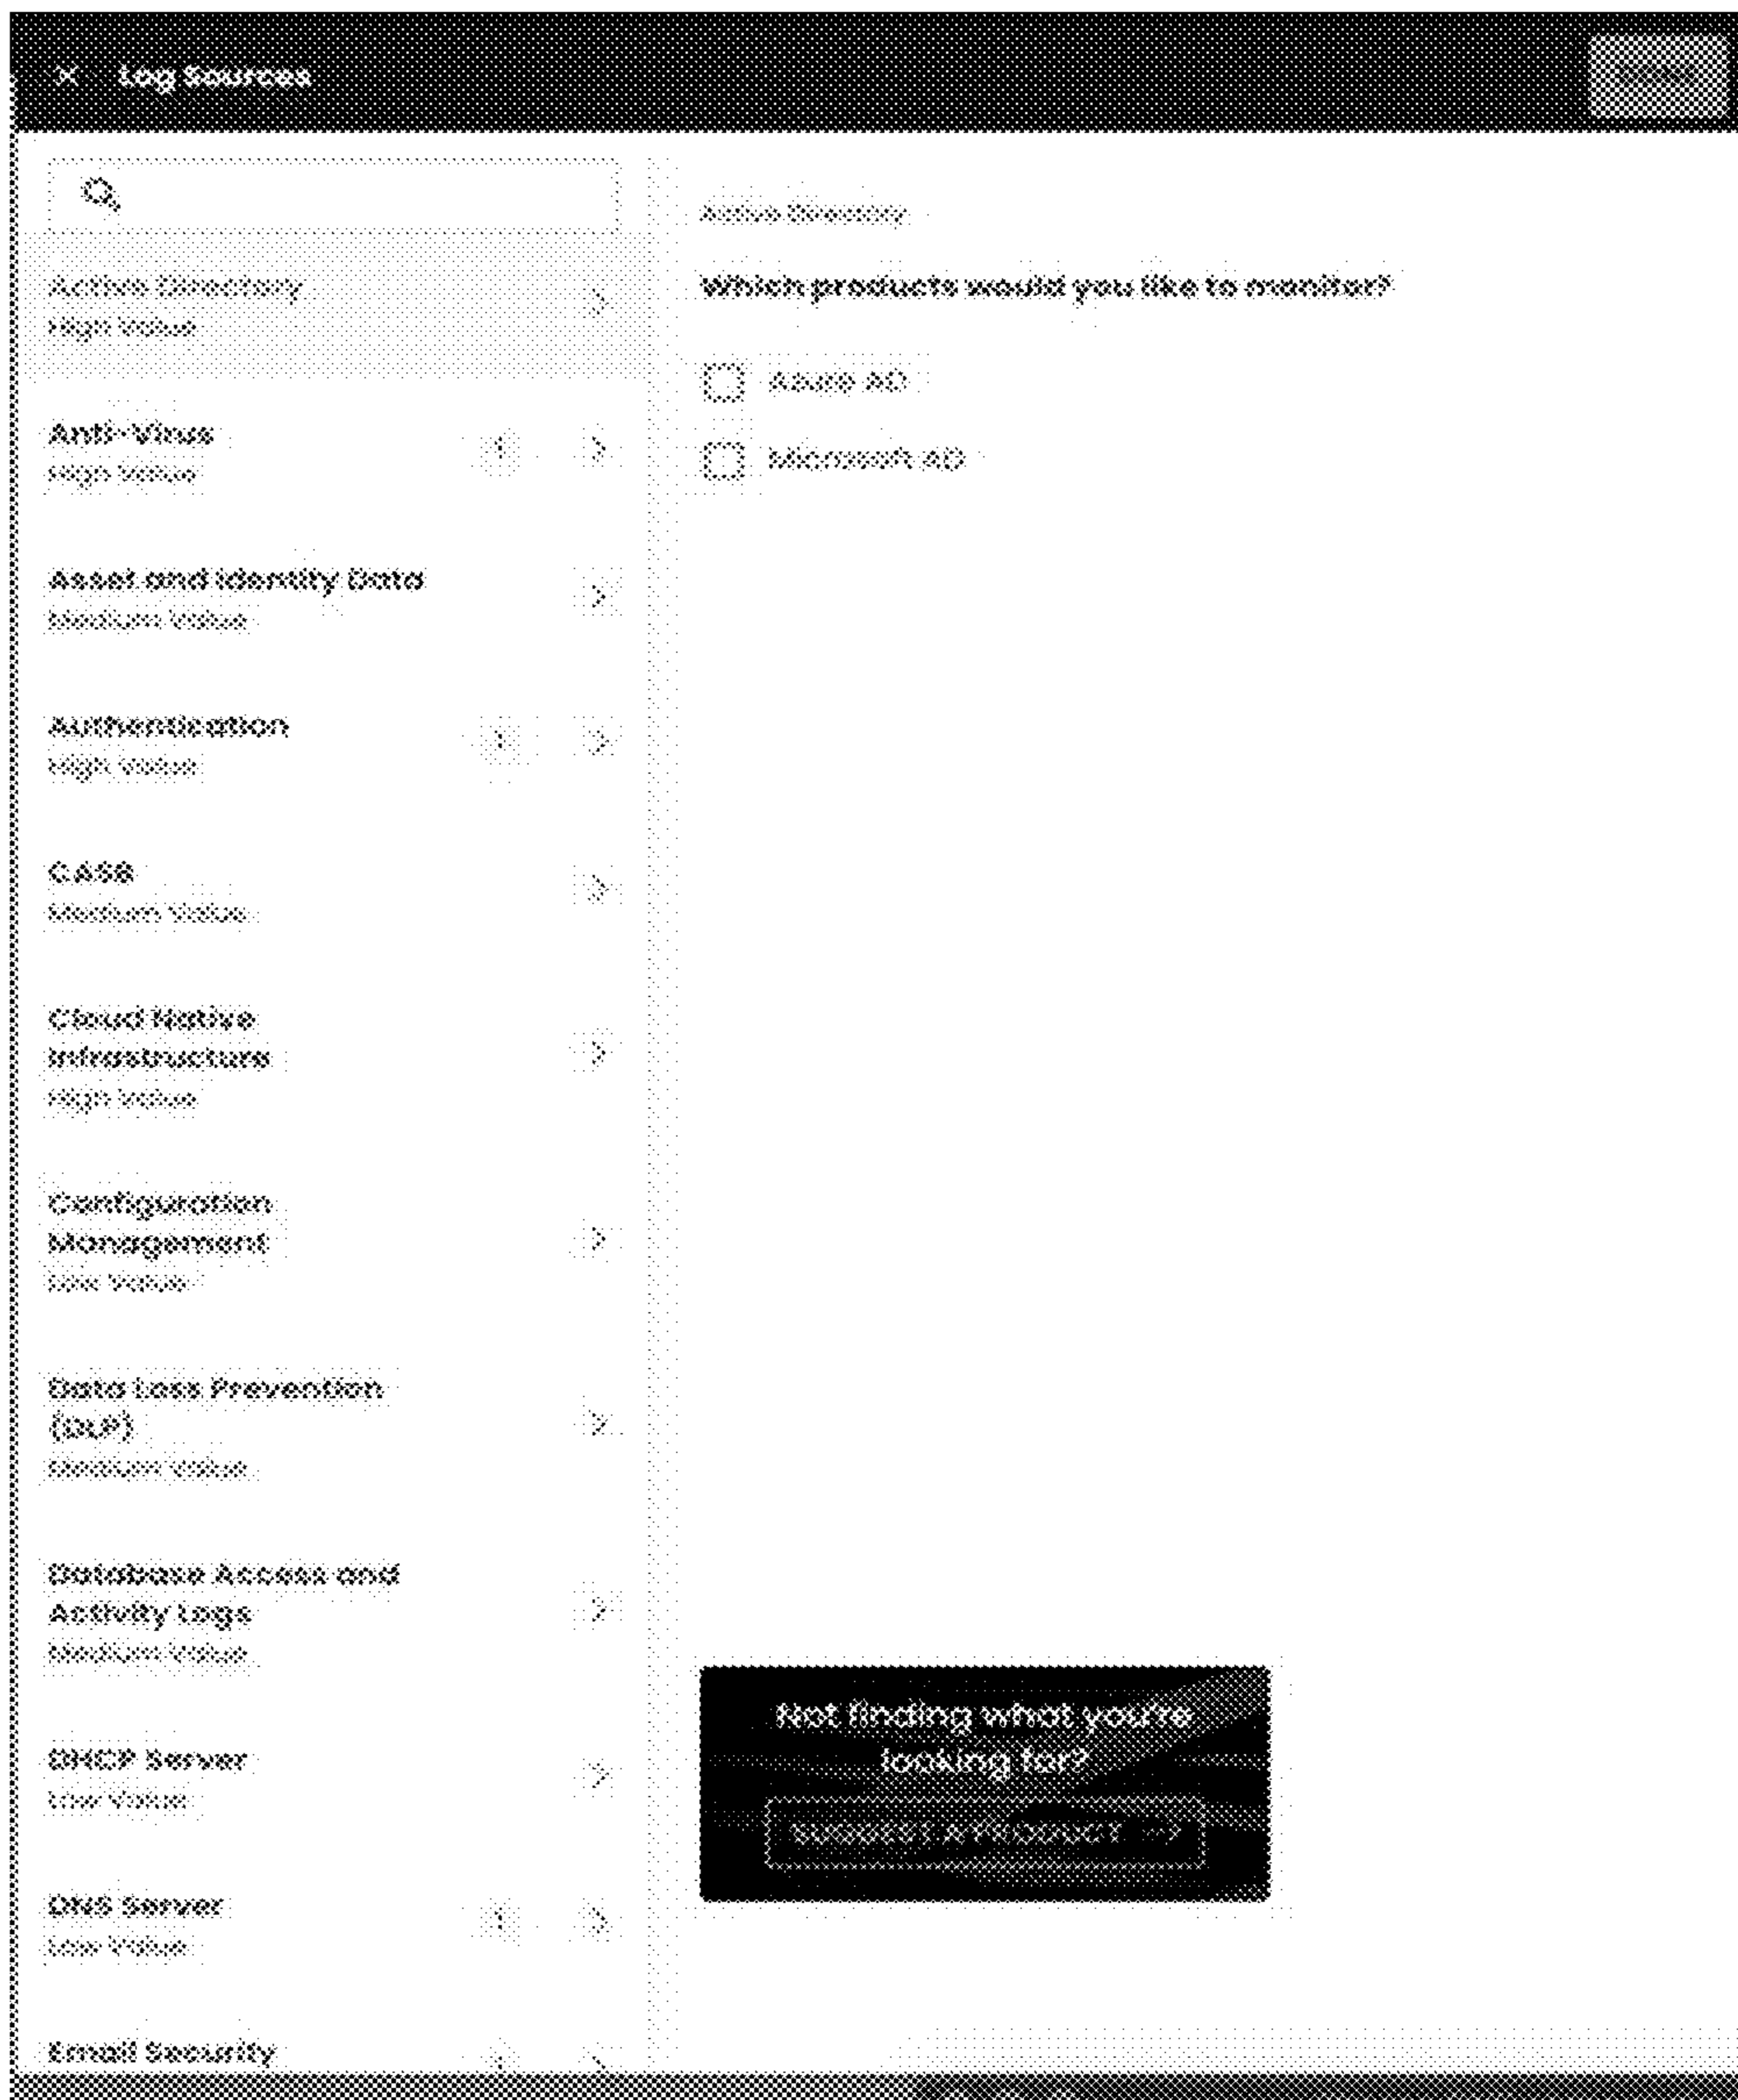 Log Sources
Active Directory
High Value
Anti-Virus
High Value
Asset and Identity Data
Medium Value
Authentication
High Value
CASB
Medium Value
Cloud Native
Infrastructure
High Value
Configuration
Management
Low Value
Data Loss Prevention
(DLP)
Medium Value
Database Access and
Activity Logs
Medium Value
DHCP Server
Low Value
DNS Server
Low Value
Email Security
Active Directory
Which products would you like to monitor?
Azure AD
Microsoft AD
Not finding what you're
looking for?
SUGGEST A PRODUCT